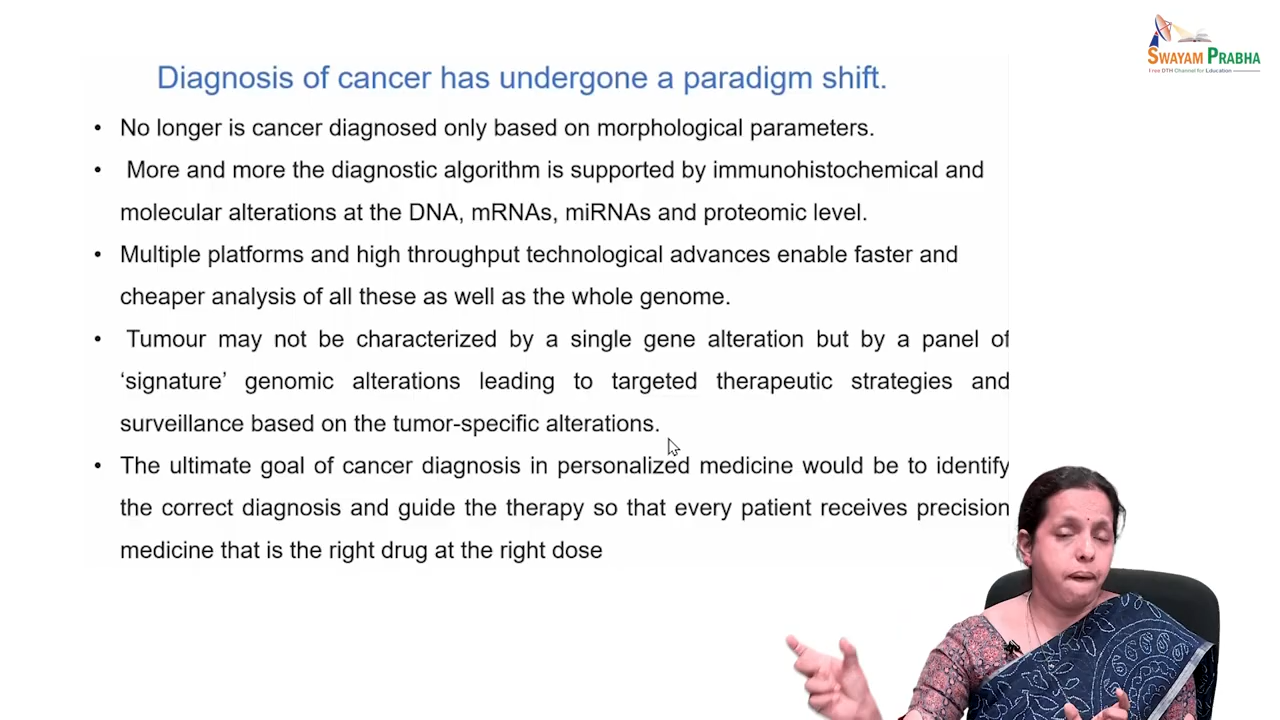 SWAYAM PRABHA
Free DTH Channel for Education
Diagnosis of cancer has undergone a paradigm shift.
• No longer is cancer diagnosed only based on morphological parameters.
• More and more the diagnostic algorithm is supported by immunohistochemical and
molecular alterations at the DNA, mRNAs, miRNAs and proteomic level.
• Multiple platforms and high throughput technological advances enable faster and
cheaper analysis of all these as well as the whole genome.
• Tumour may not be characterized by a single gene alteration but by a panel of
‘signature’ genomic alterations leading to targeted therapeutic strategies and
surveillance based on the tumor-specific alterations.
• The ultimate goal of cancer diagnosis in personalized medicine would be to identify
the correct diagnosis and guide the therapy so that every patient receives precision
medicine that is the right drug at the right dose